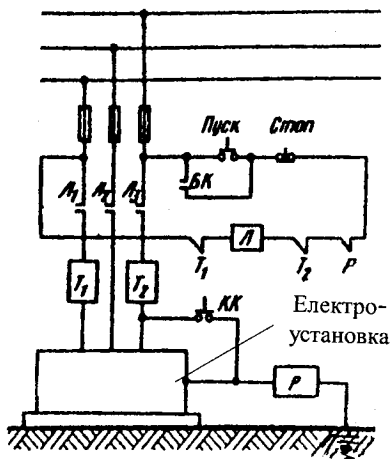 Пуск
Стоп
БК
Л₁
Л₂
Л₃
Т₁
Л
Т₂
Р
Т₁
Т₂
КК
Електро-
установка
Р